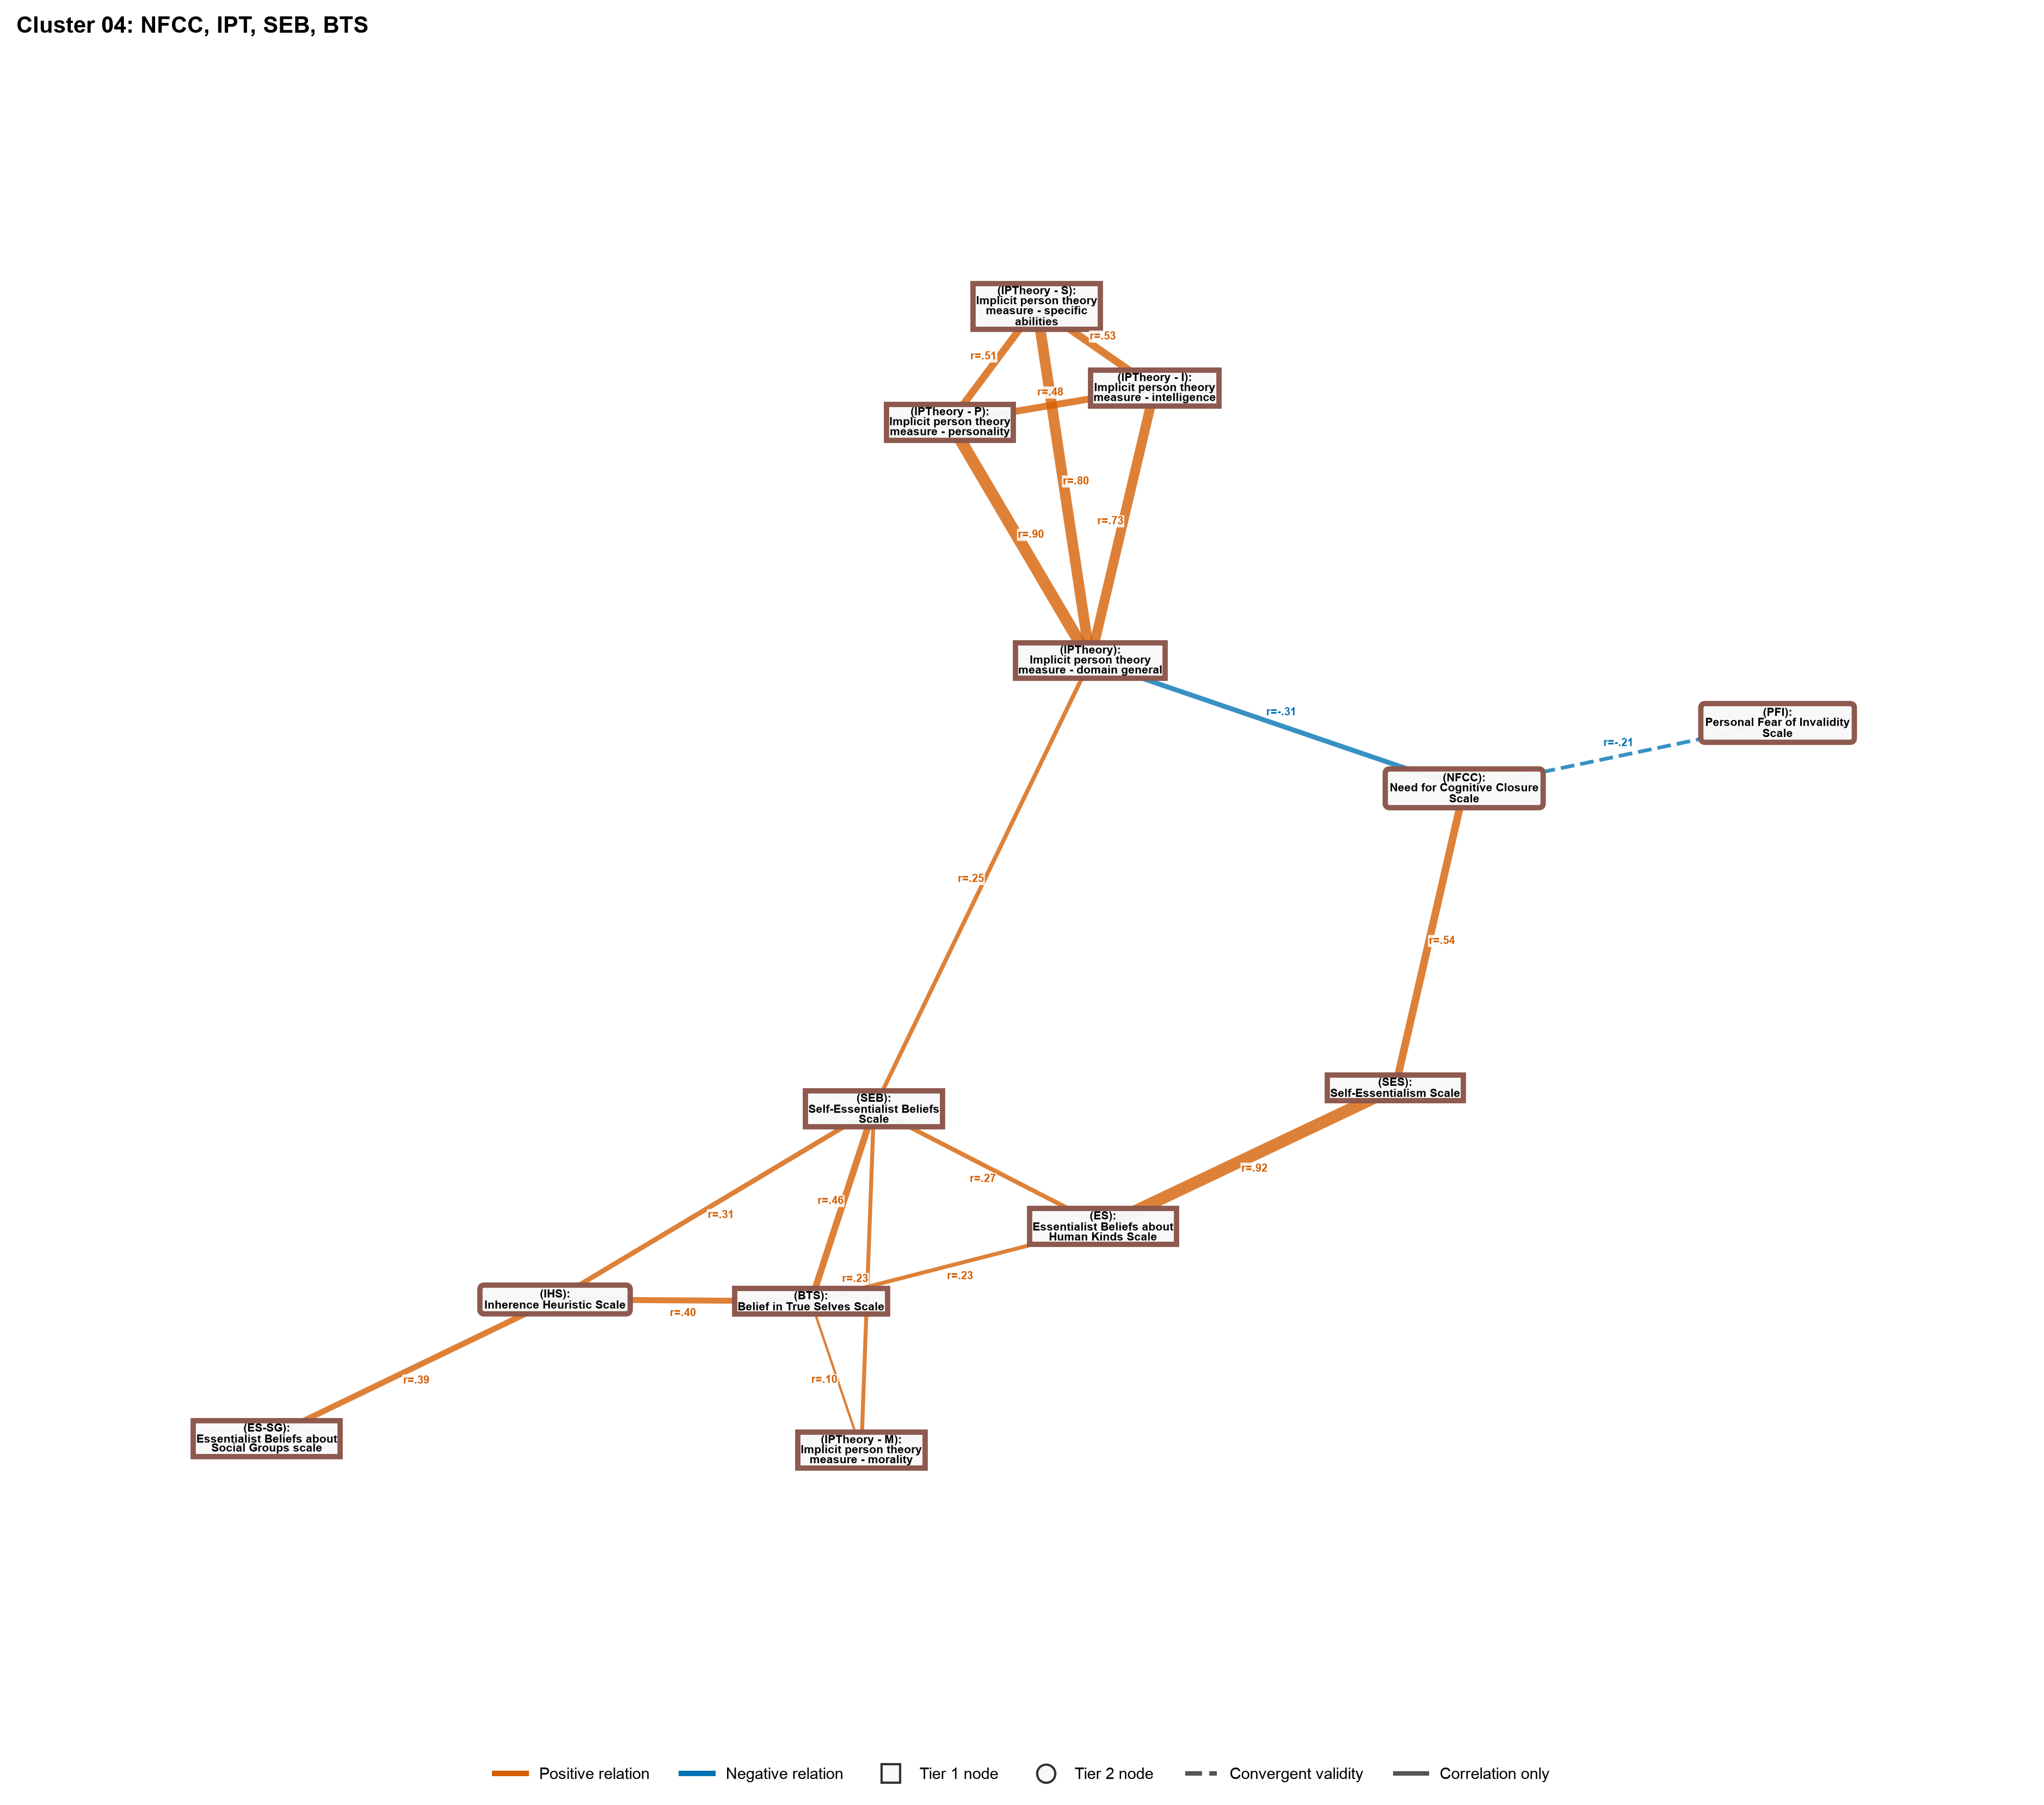 Cluster 04: NFCC, IPT, SEB, BTS
(IPTheory - S):
Implicit person theory
measure - specific
abilities
r=.51
r=.53
(IPTheory - I):
Implicit person theory
measure - intelligence
r=.48
(IPTheory - P):
Implicit person theory
measure - personality
r=.80
r=.73
r=.90
(IPTheory):
Implicit person theory
measure - domain general
r=-.31
(PFI):
Personal Fear of Invalidity
Scale
r=-.21
(NFCC):
Need for Cognitive Closure
Scale
r=.25
r=.54
(SES):
Self-Essentialism Scale
(SEB):
Self-Essentialist Beliefs
Scale
r=.92
r=.27
r=.46
r=.31
(ES):
Essentialist Beliefs about
Human Kinds Scale
r=.23
r=.23
(IHS):
Inherence Heuristic Scale
r=.40
(BTS):
Belief in True Selves Scale
r=.39
r=.10
(ES-SG):
Essentialist Beliefs about
Social Groups scale
(IPTheory - M):
Implicit person theory
measure - morality
Positive relation
Negative relation
Tier 1 node
Tier 2 node
Convergent validity
Correlation only